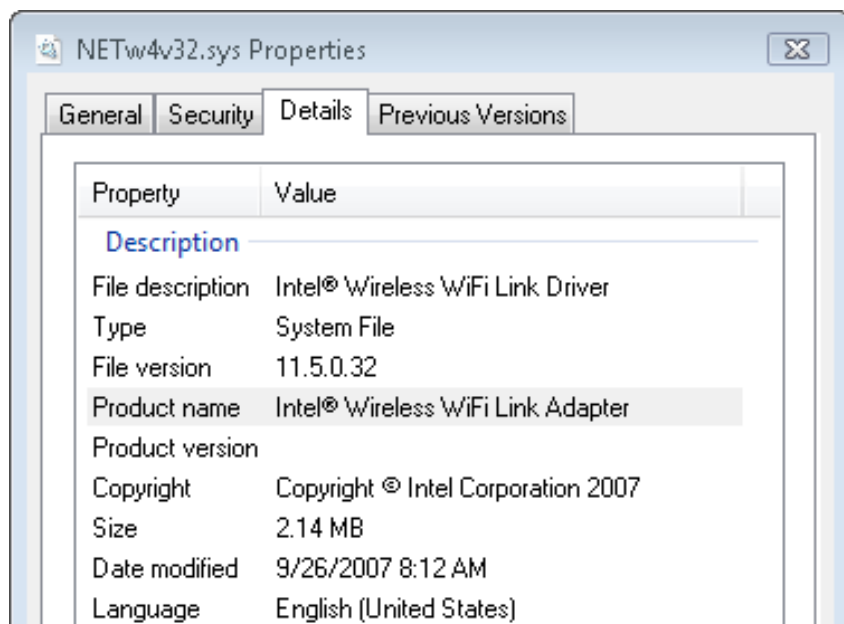 NETw4v32.sys Properties
General Security Details Previous Versions
Property Value
Description
File description Intel® Wireless WiFi Link Driver
Type System File
File version 11.5.0.32
Product name Intel® Wireless WiFi Link Adapter
Product version
Copyright Copyright © Intel Corporation 2007
Size 2.14 MB
Date modified 9/26/2007 8:12 AM
Language English (United States)